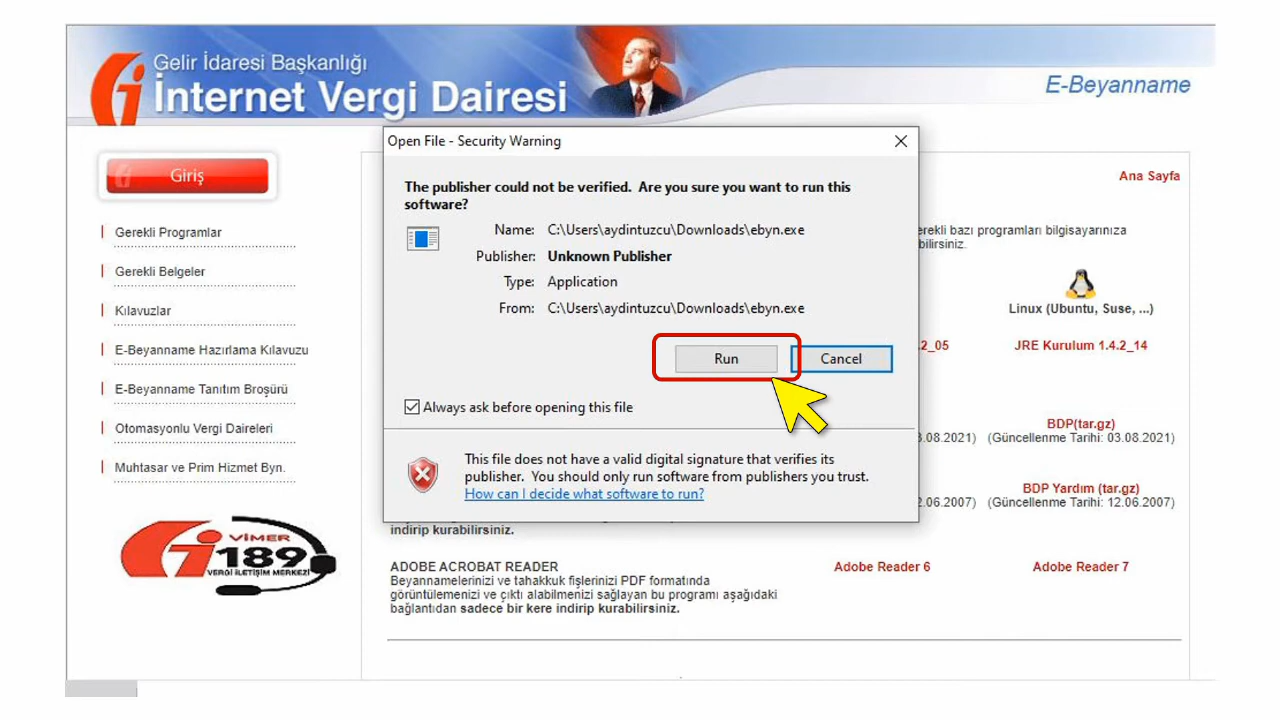 Gelir İdaresi Başkanlığı
İnternet Vergi Dairesi
E-Beyanname
Giriş
Gerekli Programlar
Gerekli Belgeler
Kılavuzlar
E-Beyanname Hazırlama Kılavuzu
E-Beyanname Tanıtım Broşürü
Otomasyonlu Vergi Daireleri
Muhtasar ve Prim Hizmet Byn.
VİMER
189
VERGİ İLETİŞİM MERKEZİ
Open File - Security Warning
The publisher could not be verified. Are you sure you want to run this
software?
Name: C:\Users\aydintuzcu\Downloads\ebyn.exe
Publisher: Unknown Publisher
Type: Application
From: C:\Users\aydintuzcu\Downloads\ebyn.exe
Run Cancel
Always ask before opening this file
This file does not have a valid digital signature that verifies its
publisher. You should only run software from publishers you trust.
How can I decide what software to run?
Ana Sayfa
bazı programları bilgisayarınıza
Linux (Ubuntu, Suse, ...)
2_05 JRE Kurulum 1.4.2_14
BDP(tar.gz)
.08.2021) (Güncellenme Tarihi: 03.08.2021)
BDP Yardım (tar.gz)
.06.2007) (Güncellenme Tarihi: 12.06.2007)
indirip kurabilirsiniz.
ADOBE ACROBAT READER Adobe Reader 6 Adobe Reader 7
Beyannamelerinizi ve tahakkuk fişlerinizi PDF formatında
görüntülemenizi ve çıktı alabilmenizi sağlayan bu programı aşağıdaki
bağlantıdan sadece bir kere indirip kurabilirsiniz.